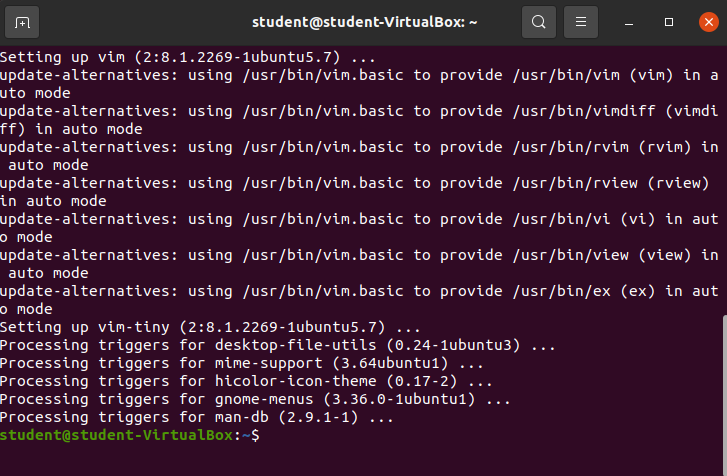 student@student-VirtualBox: ~
Setting up vim (2:8.1.2269-1ubuntu5.7) ...
update-alternatives: using /usr/bin/vim.basic to provide /usr/bin/vim (vim) in a
uto mode
update-alternatives: using /usr/bin/vim.basic to provide /usr/bin/vimdiff (vimdi
ff) in auto mode
update-alternatives: using /usr/bin/vim.basic to provide /usr/bin/rvim (rvim) in
 auto mode
update-alternatives: using /usr/bin/vim.basic to provide /usr/bin/rview (rview)
in auto mode
update-alternatives: using /usr/bin/vim.basic to provide /usr/bin/vi (vi) in aut
o mode
update-alternatives: using /usr/bin/vim.basic to provide /usr/bin/view (view) in
 auto mode
update-alternatives: using /usr/bin/vim.basic to provide /usr/bin/ex (ex) in aut
o mode
Setting up vim-tiny (2:8.1.2269-1ubuntu5.7) ...
Processing triggers for desktop-file-utils (0.24-1ubuntu3) ...
Processing triggers for mime-support (3.64ubuntu1) ...
Processing triggers for hicolor-icon-theme (0.17-2) ...
Processing triggers for gnome-menus (3.36.0-1ubuntu1) ...
Processing triggers for man-db (2.9.1-1) ...
student@student-VirtualBox:~$